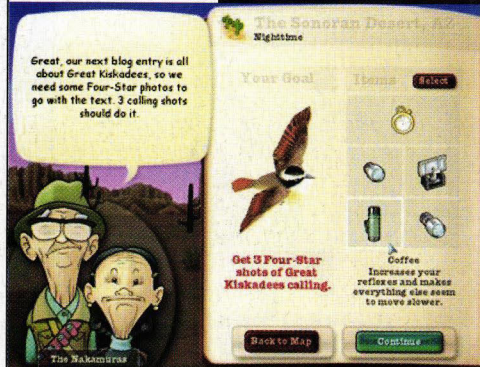 Great, our next blog entry is all
about Great Kiskadees, so we
need some Four-Star photos to
go with the text. 3 calling shots
should do it.
The Nakamuras
The Sonoran Desert, AZ
Nighttime
Your Goal
Items
Select
Get 3 Four-Star
shots of Great
Kiskadees calling.
Coffee
Increases your
reflexes and makes
everything else seem
to move slower.
Back to Map
Continue